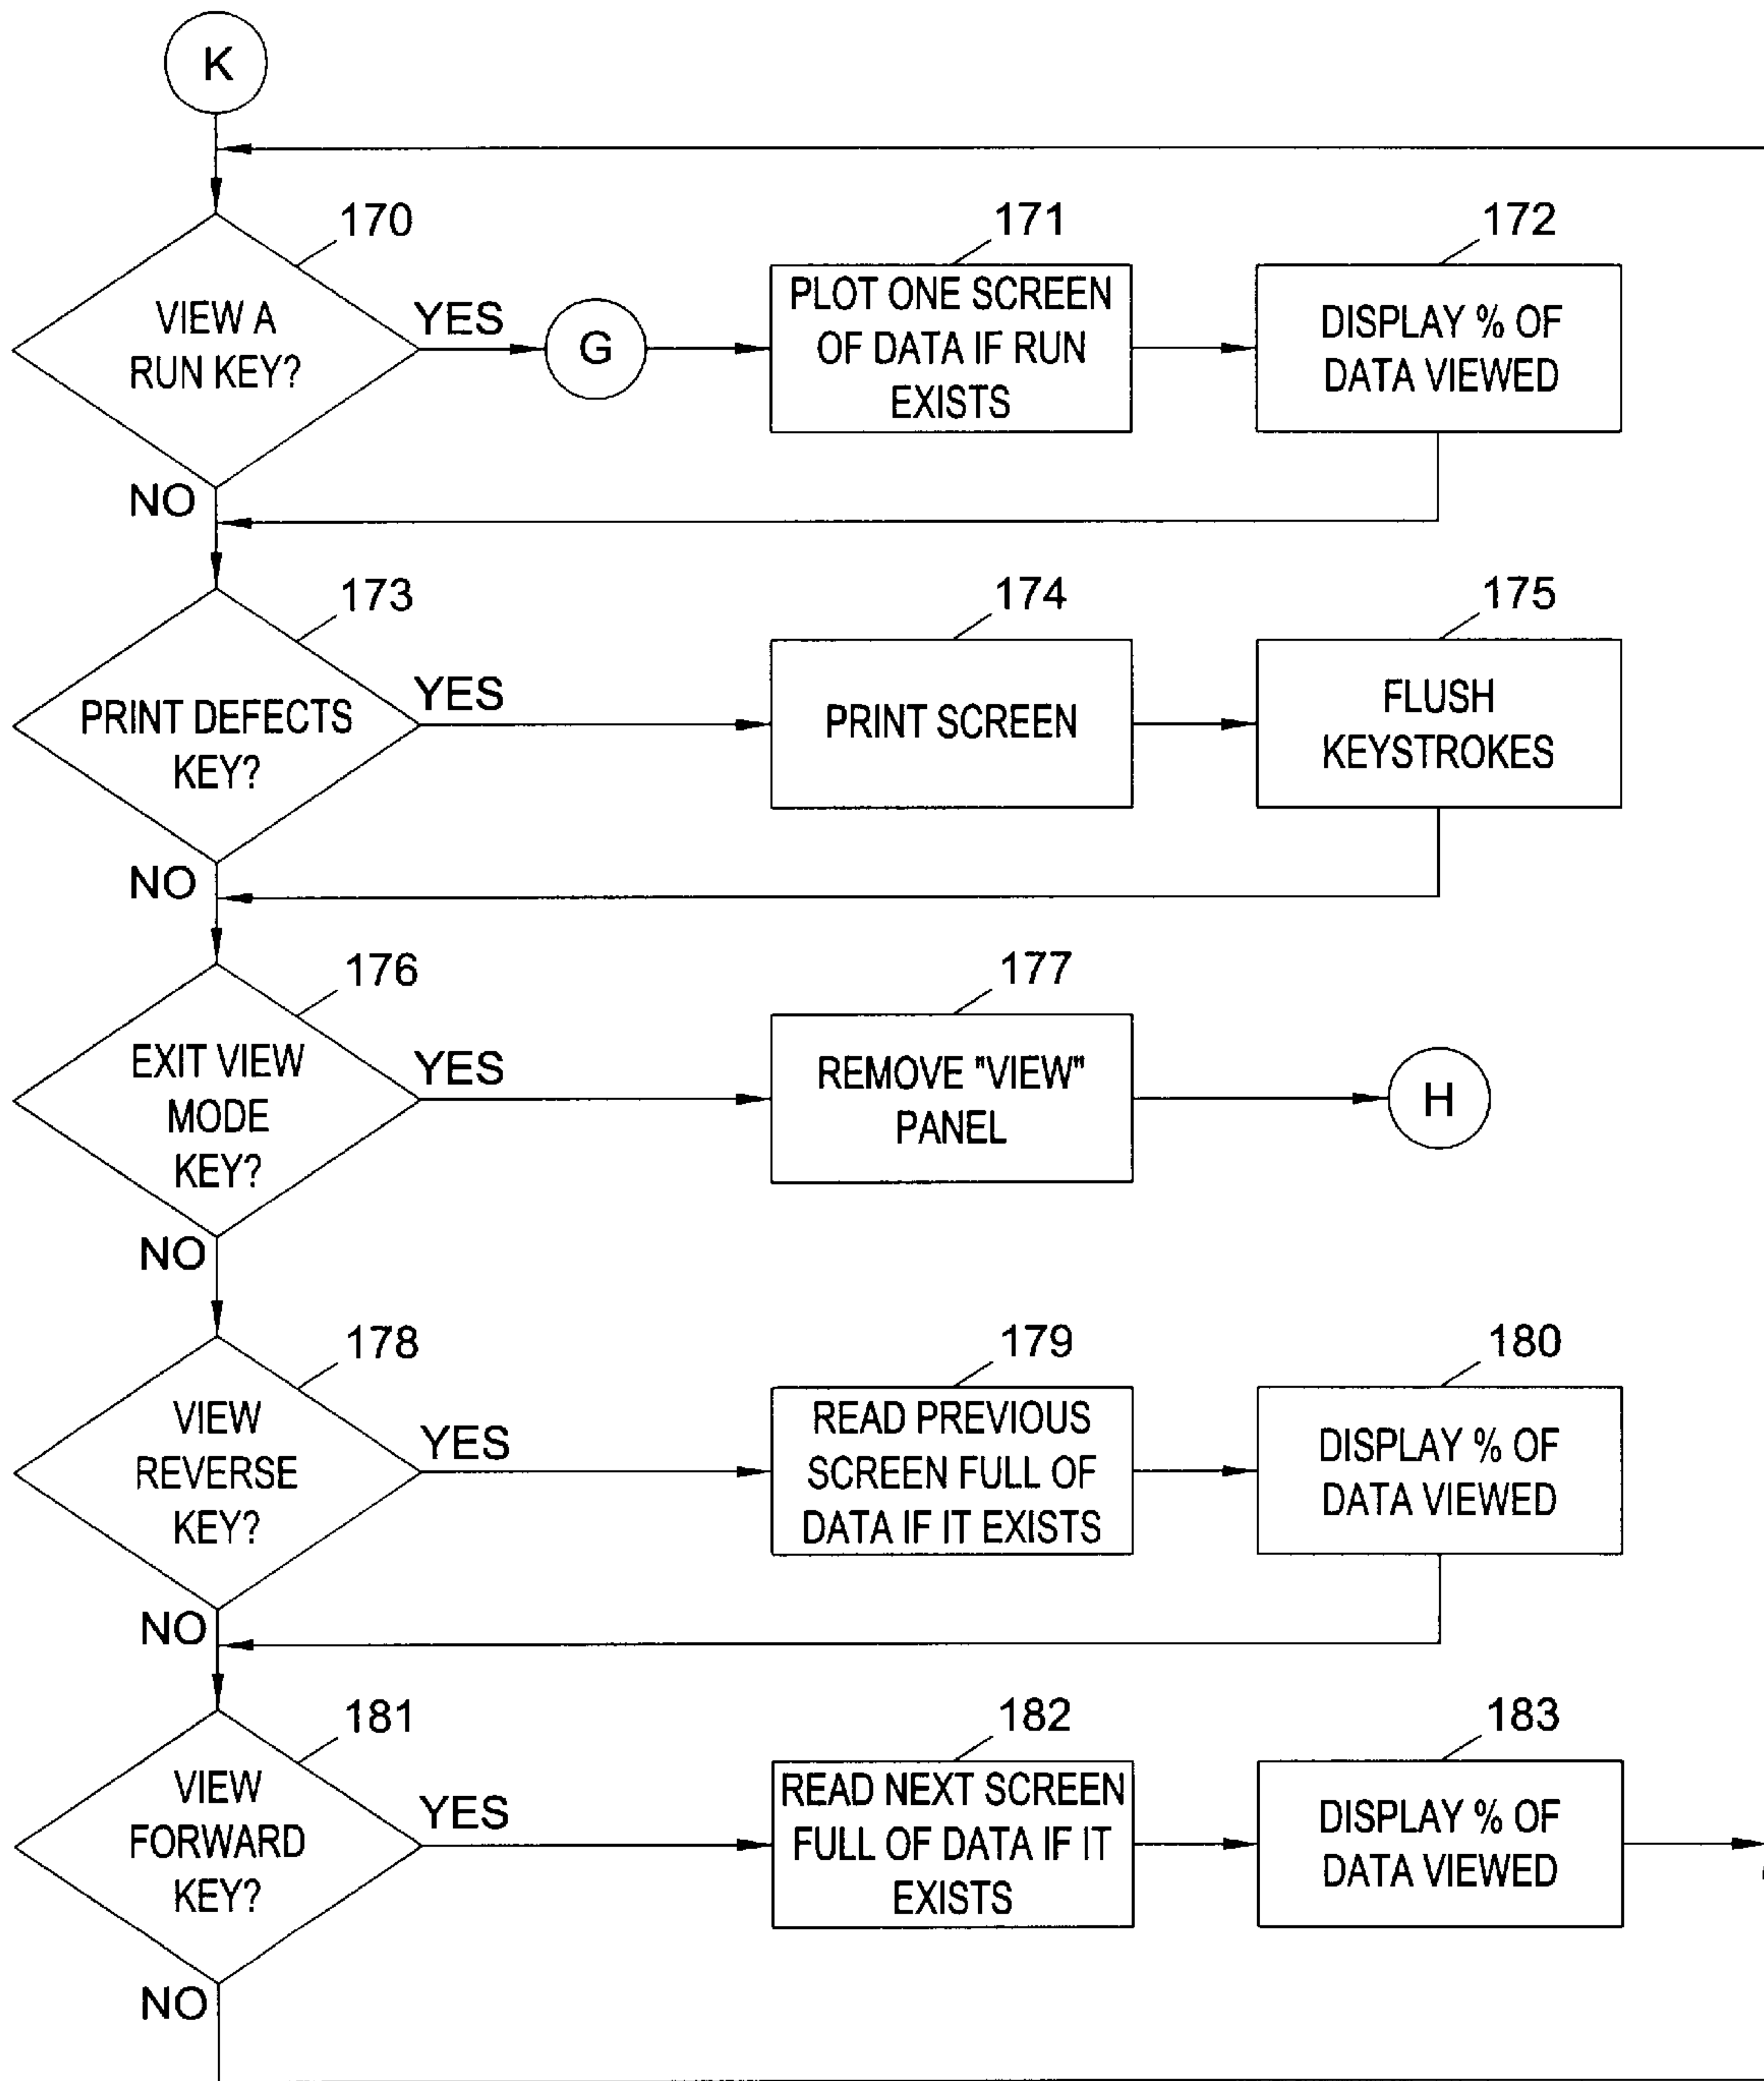 K
170
VIEW A
RUN KEY?
YES
NO
G
171
PLOT ONE SCREEN
OF DATA IF RUN
EXISTS
172
DISPLAY % OF
DATA VIEWED
173
PRINT DEFECTS
KEY?
YES
NO
174
PRINT SCREEN
175
FLUSH
KEYSTROKES
176
EXIT VIEW
MODE
KEY?
YES
NO
177
REMOVE "VIEW"
PANEL
H
178
VIEW
REVERSE
KEY?
YES
NO
179
READ PREVIOUS
SCREEN FULL OF
DATA IF IT EXISTS
180
DISPLAY % OF
DATA VIEWED
181
VIEW
FORWARD
KEY?
YES
NO
182
READ NEXT SCREEN
FULL OF DATA IF IT
EXISTS
183
DISPLAY % OF
DATA VIEWED